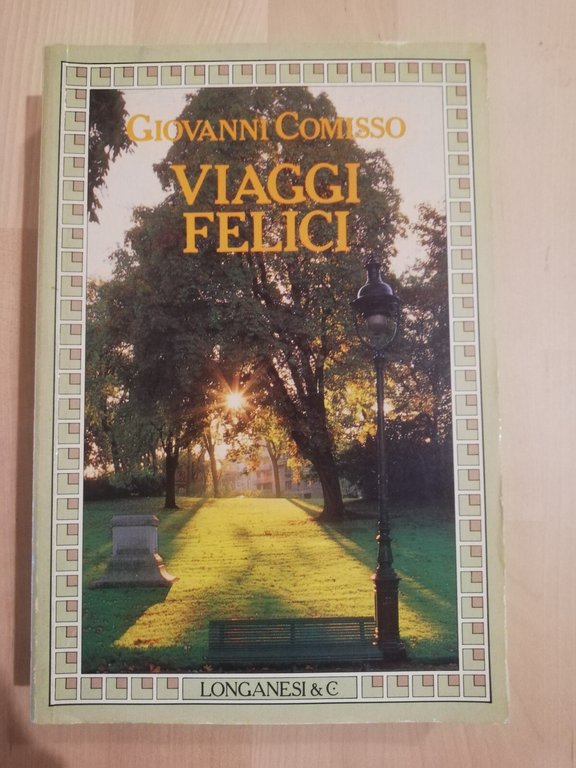 GIOVANNI COMISSO
VIAGGI
FELICI
LONGANESI & C.